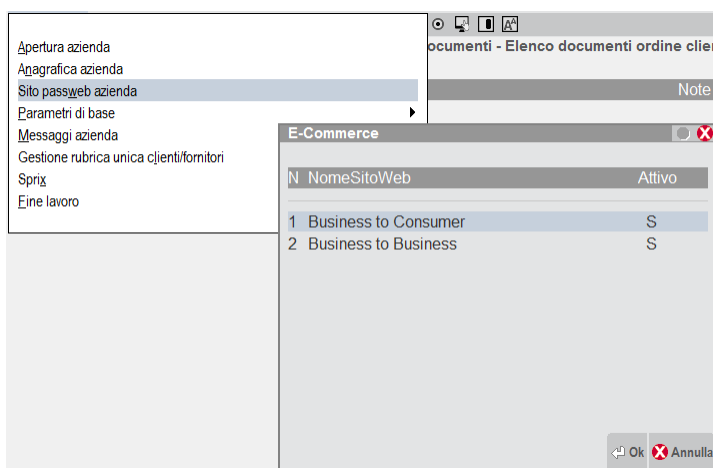 ocumenti - Elenco documenti ordine clien
Note
Apertura azienda
Anagrafica azienda
Sito passweb azienda
Parametri di base
Messaggi azienda
Gestione rubrica unica clienti/fornitori
Sprix
Fine lavoro
E-Commerce
N NomeSitoWeb Attivo
1 Business to Consumer S
2 Business to Business S
Ok Annulla